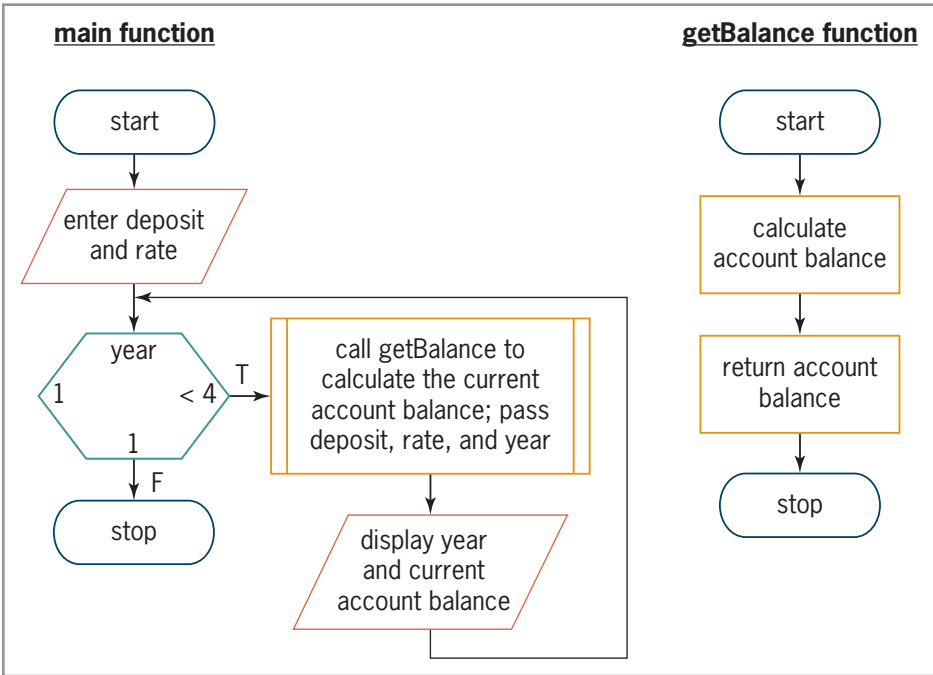 main function
start
enter deposit
and rate
year
1
< 4
1
T
F
stop
call getBalance to
calculate the current
account balance; pass
deposit, rate, and year
display year
and current
account balance
getBalance function
start
calculate
account balance
return account
balance
stop